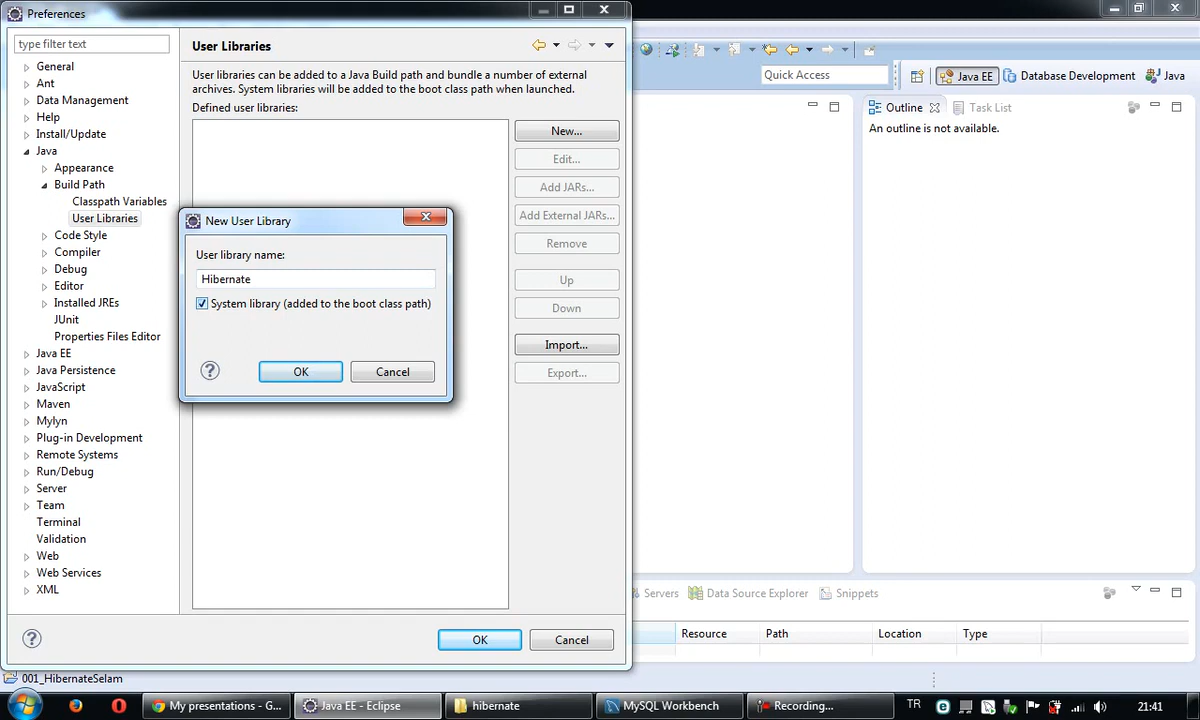 Preferences
type filter text
General
Ant
Data Management
Help
Install/Update
Java
Appearance
Build Path
Classpath Variables
User Libraries
Code Style
Compiler
Debug
Editor
Installed JREs
JUnit
Properties Files Editor
Java EE
Java Persistence
JavaScript
Maven
Mylyn
Plug-in Development
Remote Systems
Run/Debug
Server
Team
Terminal
Validation
Web
Web Services
XML
User Libraries
User libraries can be added to a Java Build path and bundle a number of external
archives. System libraries will be added to the boot class path when launched.
Defined user libraries:
New...
Edit...
Add JARs...
Add External JARs...
Remove
Up
Down
Import...
Export...
New User Library
User library name:
Hibernate
System library (added to the boot class path)
OK
Cancel
OK
Cancel
Quick Access
Java EE
Database Development
Java
Outline
Task List
An outline is not available.
Servers
Data Source Explorer
Snippets
Resource
Path
Location
Type
001_HibernateSelam
My presentations - G...
Java EE - Eclipse
hibernate
MySQL Workbench
Recording...
TR
21:41